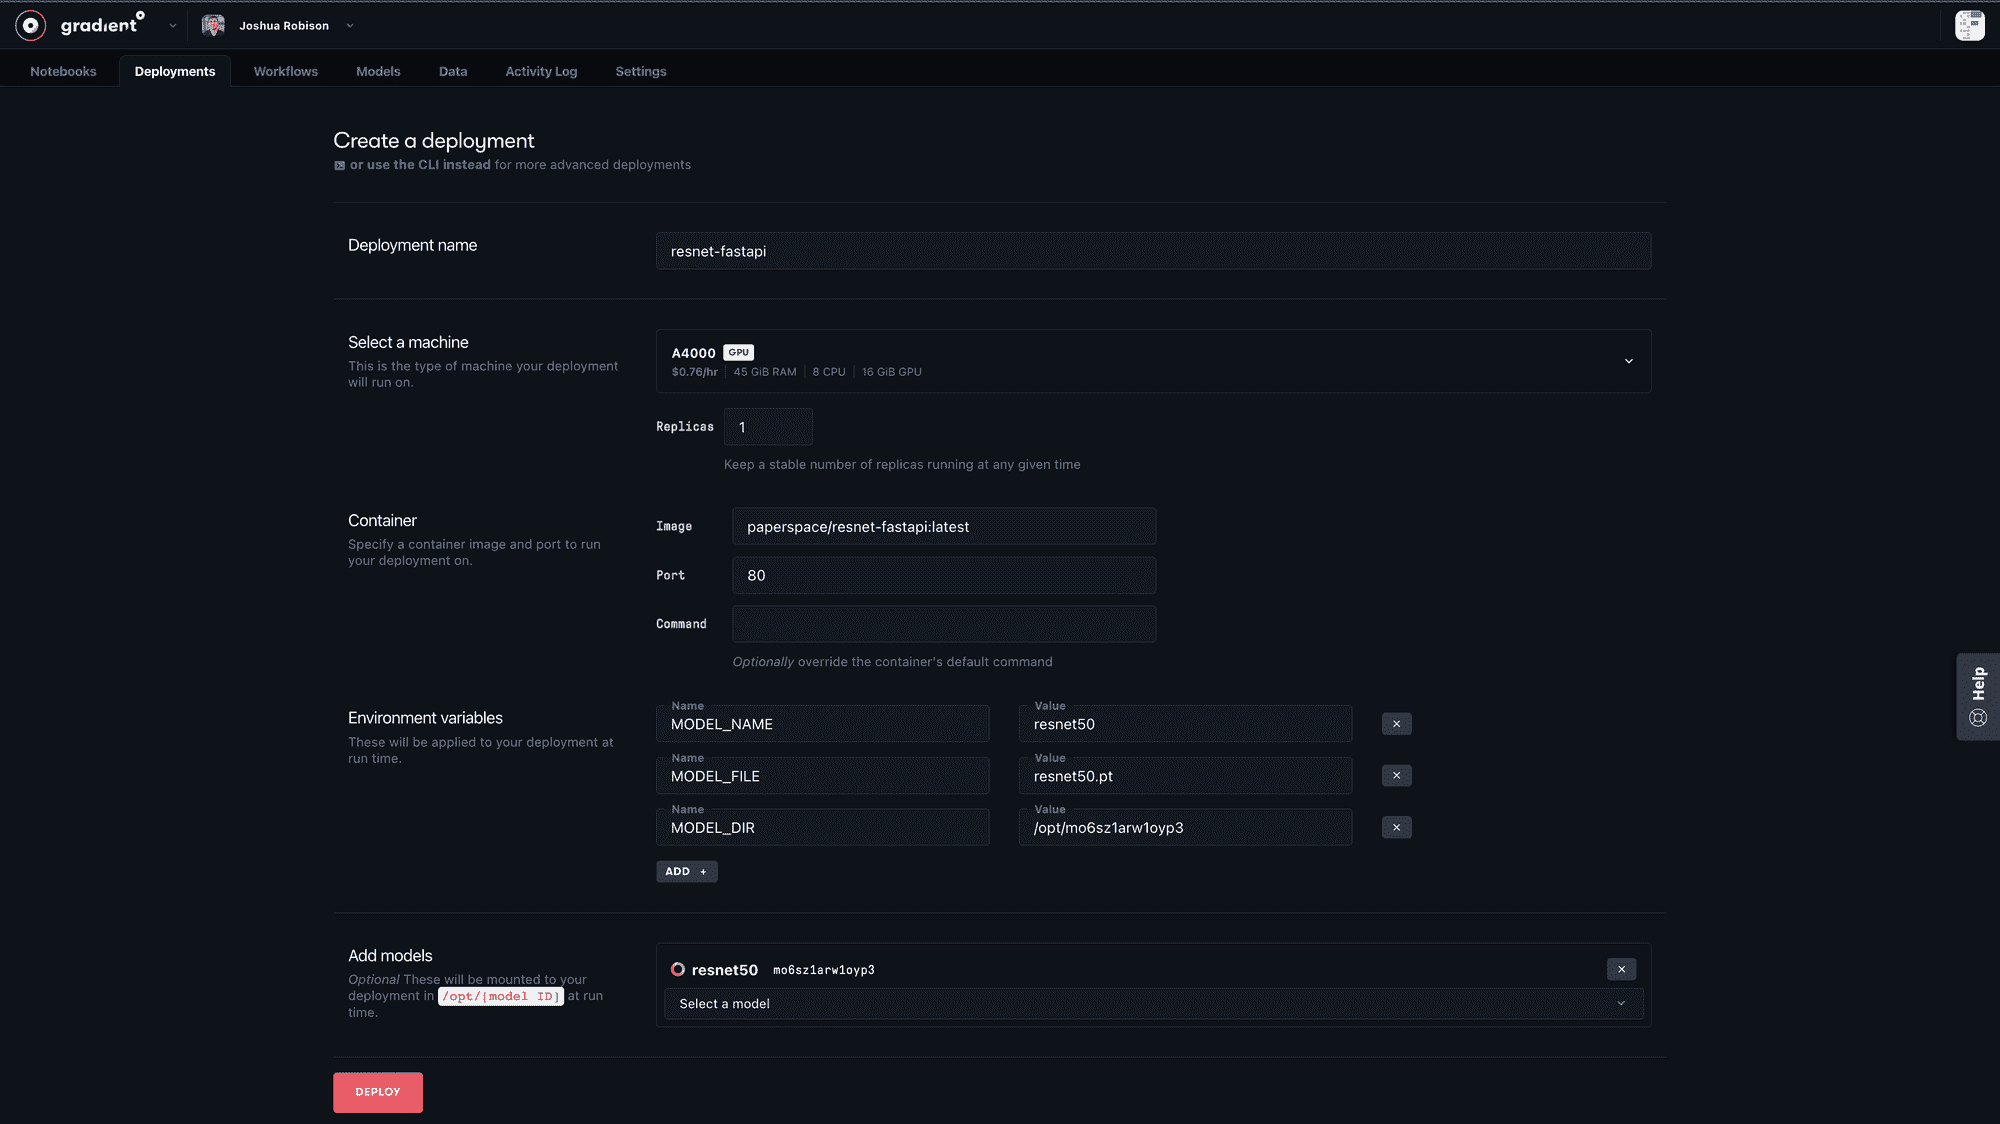 gradient
Joshua Robison
Notebooks Deployments Workflows Models Data Activity Log Settings
Create a deployment
or use the CLI instead for more advanced deployments
Deployment name
resnet-fastapi
Select a machine
This is the type of machine your deployment
will run on.
A4000 GPU
$0.76/hr 45 GiB RAM 8 CPU 16 GiB GPU
Replicas 1
Keep a stable number of replicas running at any given time
Container
Specify a container image and port to run
your deployment on.
Image paperspace/resnet-fastapi:latest
Port 80
Command
Optionally override the container's default command
Environment variables
These will be applied to your deployment at
run time.
Name Value
MODEL_NAME resnet50
Name Value
MODEL_FILE resnet50.pt
Name Value
MODEL_DIR /opt/mo6sz1arw1oyp3
ADD +
Help
Add models
Optional These will be mounted to your
deployment in /opt/[model ID] at run
time.
resnet50 mo6sz1arw1oyp3
Select a model
DEPLOY